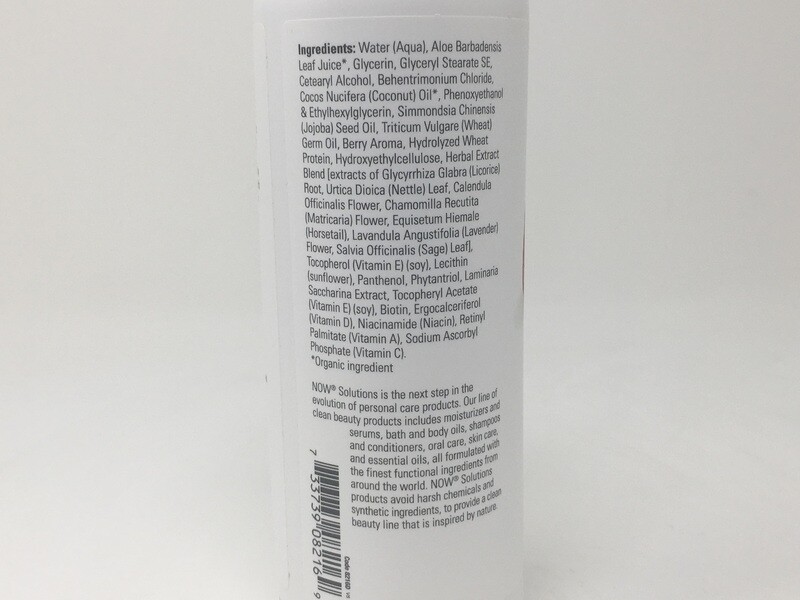 Ingredients: Water (Aqua), Aloe Barbadensis
Leaf Juice*, Glycerin, Glyceryl Stearate SE,
Cetearyl Alcohol, Behentrimonium Chloride,
Cocos Nucifera (Coconut) Oil*, Phenoxyethanol
& Ethylhexylglycerin, Simmondsia Chinensis
(Jojoba) Seed Oil, Triticum Vulgare (Wheat)
Germ Oil, Berry Aroma, Hydrolyzed Wheat
Protein, Hydroxyethylcellulose, Herbal Extract
Blend [extracts of Glycyrrhiza Glabra (Licorice)
Root, Urtica Dioica (Nettle) Leaf, Calendula
Officinalis Flower, Chamomilla Recutita
(Matricaria) Flower, Equisetum Hiemale
(Horsetail), Lavandula Angustifolia (Lavender)
Flower, Salvia Officinalis (Sage) Leaf],
Tocopherol (Vitamin E) (soy), Lecithin
(sunflower), Panthenol, Phytantriol, Laminaria
Saccharina Extract, Tocopheryl Acetate
(Vitamin E) (soy), Biotin, Ergocalciferol
(Vitamin D), Niacinamide (Niacin), Retinyl
Palmitate (Vitamin A), Sodium Ascorbyl
Phosphate (Vitamin C).
*Organic ingredient
NOW® Solutions is the next step in the
evolution of personal care products. Our line of
clean beauty products includes moisturizers and
serums, bath and body oils, shampoos
and conditioners, oral care, skin care,
and essential oils, all formulated with
the finest functional ingredients from
around the world. NOW® Solutions
products avoid harsh chemicals and
synthetic ingredients, to provide a clean
beauty line that is inspired by nature.
7 33739 08216 9
Code 8216D